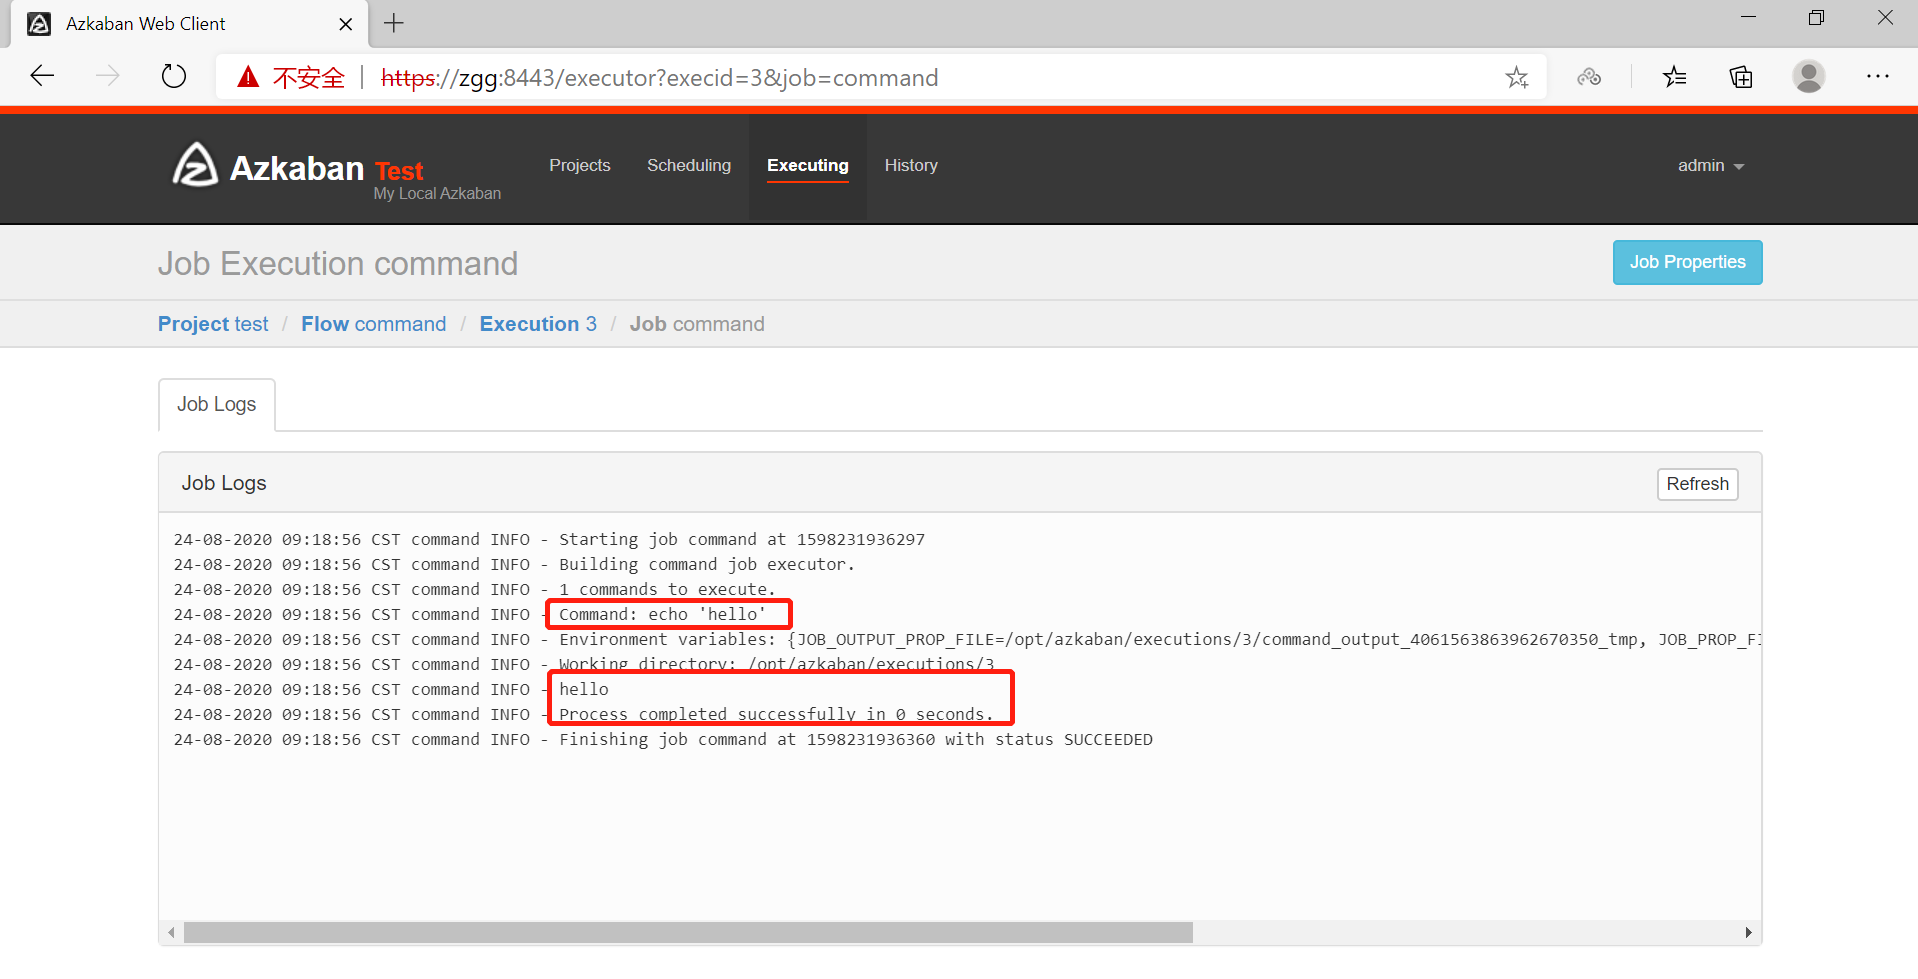 Azkaban Web Client
不安全 | https://zgg:8443/executor?execid=3&job=command
Azkaban Test
My Local Azkaban
Projects Scheduling Executing History admin
Job Execution command
Job Properties
Project test / Flow command / Execution 3 / Job command
Job Logs
Job Logs
Refresh
24-08-2020 09:18:56 CST command INFO - Starting job command at 1598231936297
24-08-2020 09:18:56 CST command INFO - Building command job executor.
24-08-2020 09:18:56 CST command INFO - 1 commands to execute.
24-08-2020 09:18:56 CST command INFO - Command: echo 'hello'
24-08-2020 09:18:56 CST command INFO - Environment variables: {JOB_OUTPUT_PROP_FILE=/opt/azkaban/executions/3/command_output_4061563863962670350_tmp, JOB_PROP_FI
24-08-2020 09:18:56 CST command INFO - Working directory: /opt/azkaban/executions/3
24-08-2020 09:18:56 CST command INFO - hello
24-08-2020 09:18:56 CST command INFO - Process completed successfully in 0 seconds.
24-08-2020 09:18:56 CST command INFO - Finishing job command at 1598231936360 with status SUCCEEDED